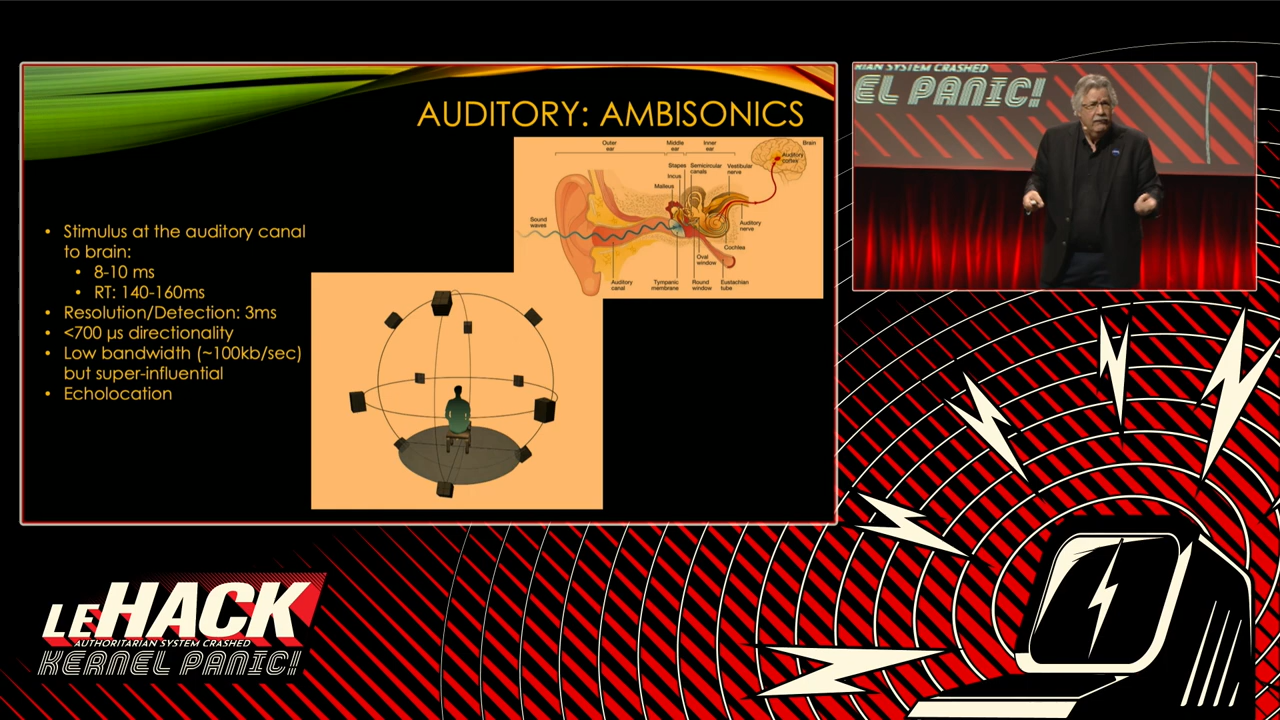 AUDITORY: AMBISONICS
• Stimulus at the auditory canal
to brain:
• 8-10 ms
• RT: 140-160ms
• Resolution/Detection: 3ms
• <700 µs directionality
• Low bandwidth (~100kb/sec)
but super-influential
• Echolocation
Outer
ear
Middle
ear
Inner
ear
Brain
Auditory
cortex
Stapes
Semicircular
canals
Vestibular
nerve
Incus
Malleus
Sound
waves
Auditory
nerve
Cochlea
Oval
window
Auditory
canal
Tympanic
membrane
Round
window
Eustachian
tube
RIAN SYSTEM CRASHED
EL PANIC!
LEHACK
AUTHORITARIAN SYSTEM CRASHED
KERNEL PANIC!